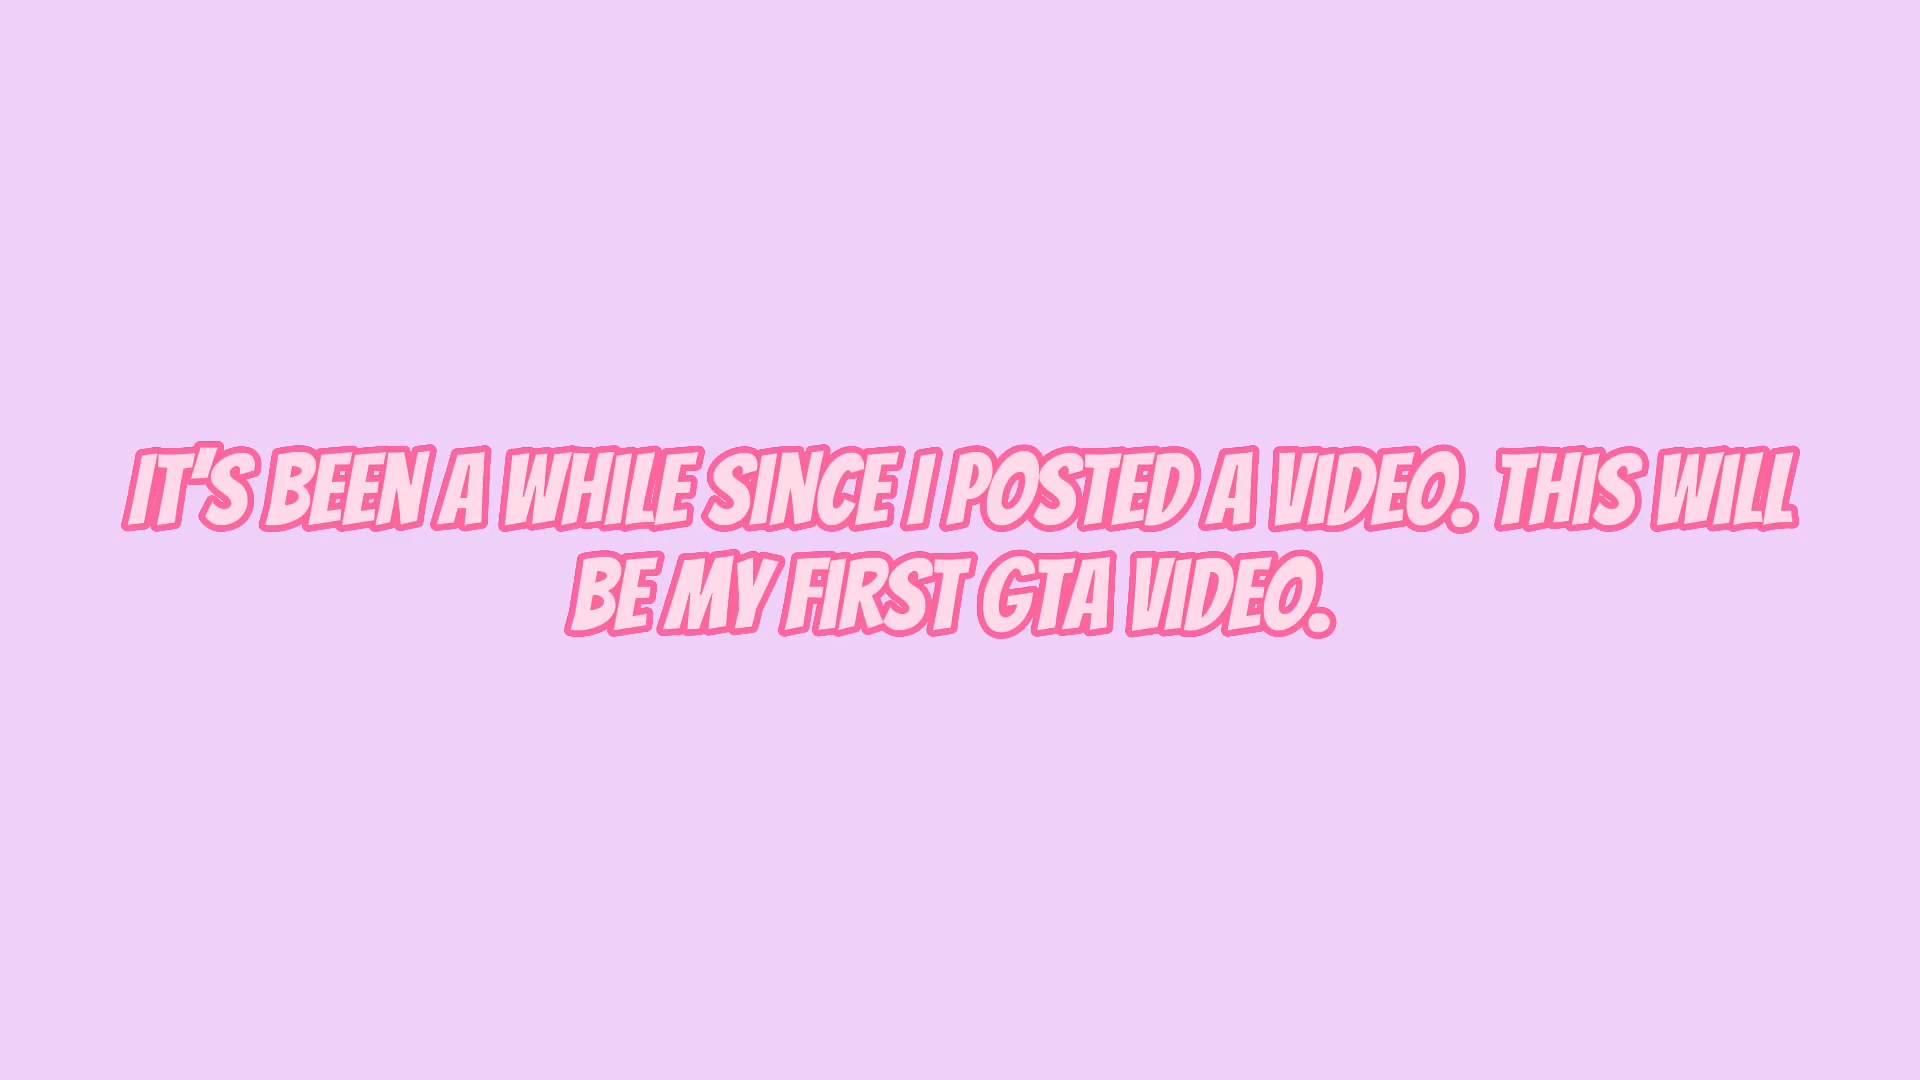 IT'S BEEN A WHILE SINCE I POSTED A VIDEO. THIS WILL
BE MY FIRST GTA VIDEO.